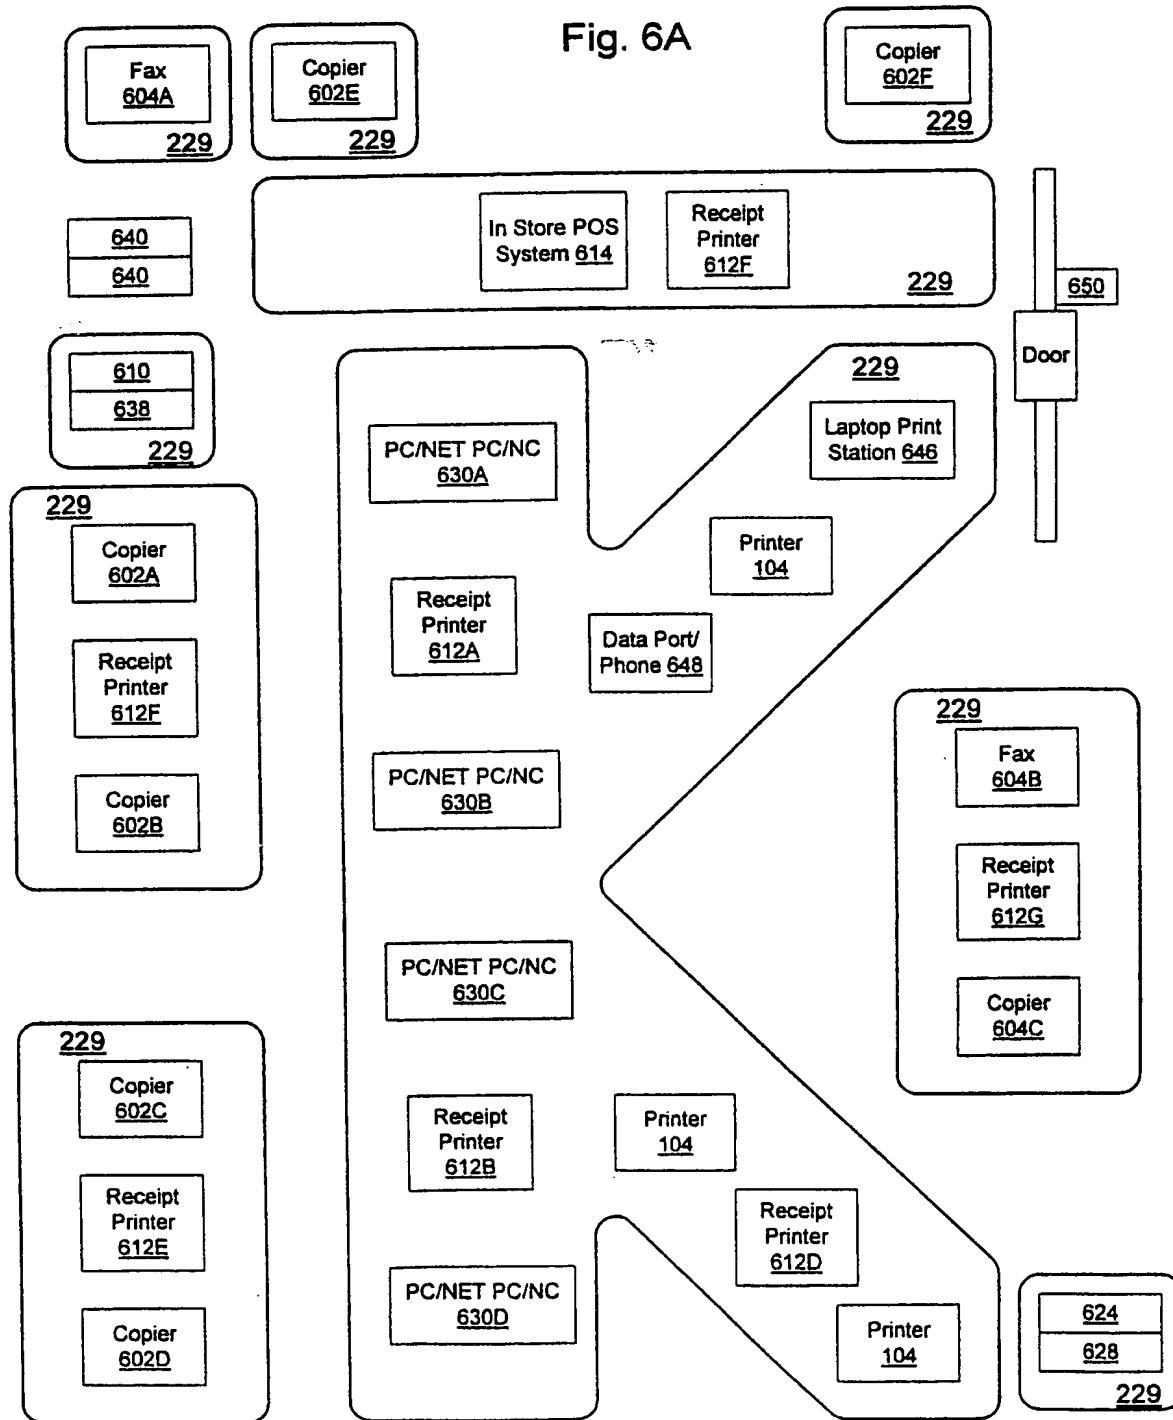 Fig. 6A
Fax
604A
229
Copier
602E
229
Copier
602F
229
640
640
In Store POS
System 614
Receipt
Printer
612F
229
650
Door
610
638
229
229
Copier
602A
Receipt
Printer
612F
Copier
602B
229
Copier
602C
Receipt
Printer
612E
Copier
602D
PC/NET PC/NC
630A
Receipt
Printer
612A
PC/NET PC/NC
630B
PC/NET PC/NC
630C
Receipt
Printer
612B
PC/NET PC/NC
630D
229
Laptop Print
Station 646
Printer
104
Data Port/
Phone 648
Printer
104
Receipt
Printer
612D
Printer
104
229
Fax
604B
Receipt
Printer
612G
Copier
604C
624
628
229